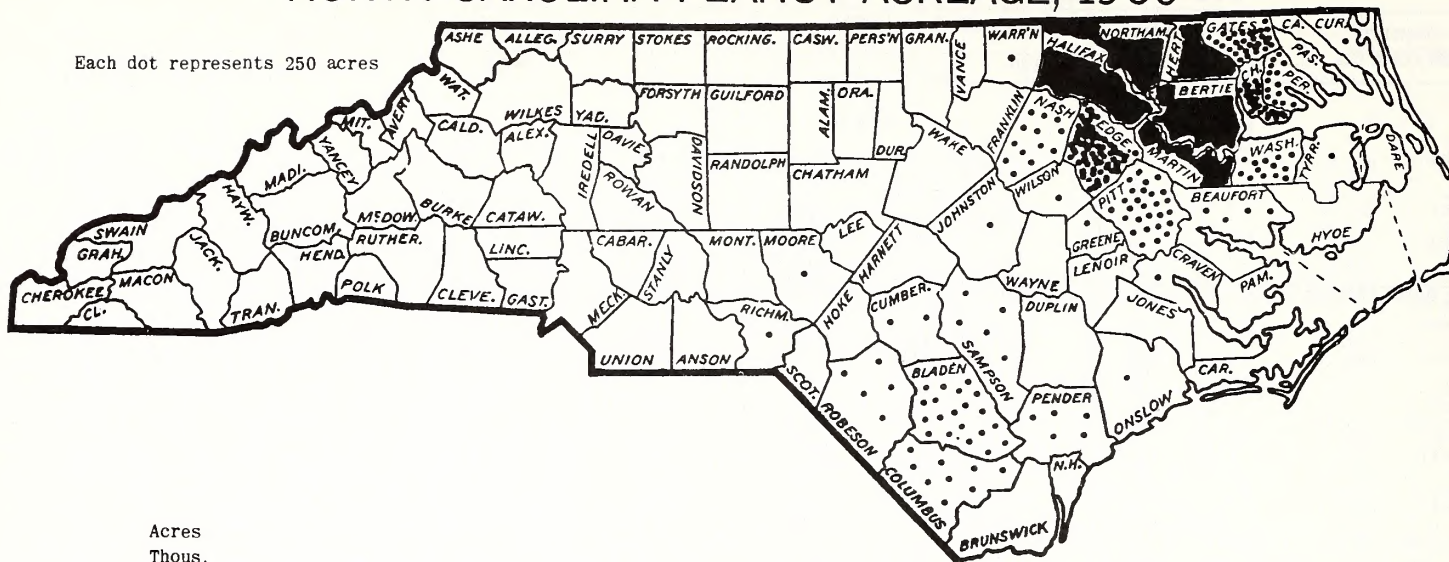 NORTH CAROLINA PEANUT ACREAGE,
Each dot represents 250 acres
ASHE ALLEG. SURRY STOKES ROCKING. CASW. PERS'N GRAN. VANCE WARR'N HALIFAX NORTHAM. HERT. GATES CA. CUR.
PAS. PER. CH. BERTIE
WAT. WILKES YAD. FORSYTH GUILFORD ALAM. ORA. DUR. FRANKLIN NASH EDGE. MARTIN WASH. TYRR. DARE
MIT. AVERY CALD. ALEX. IREDELL DAVIE DAVIDSON RANDOLPH CHATHAM WAKE WILSON PITT BEAUFORT HYDE
MADI. YANCEY McDOW. BURKE CATAW. ROWAN JOHNSTON GREENE
SWAIN HAYW. BUNCOM. RUTHER. LINC. CABAR. STANLY MONT. MOORE LEE HARNETT WAYNE LENOIR CRAVEN PAM.
GRAH. JACK. HEND.
CHEROKEE MACON TRAN. POLK CLEVE. GAST. MECK. RICHM. HOKE CUMBER. SAMPSON DUPLIN JONES
CL. UNION ANSON SCOT. ROBESON BLADEN PENDER ONSLOW CAR.
COLUMBUS N.H.
BRUNSWICK
Acres
Thous.